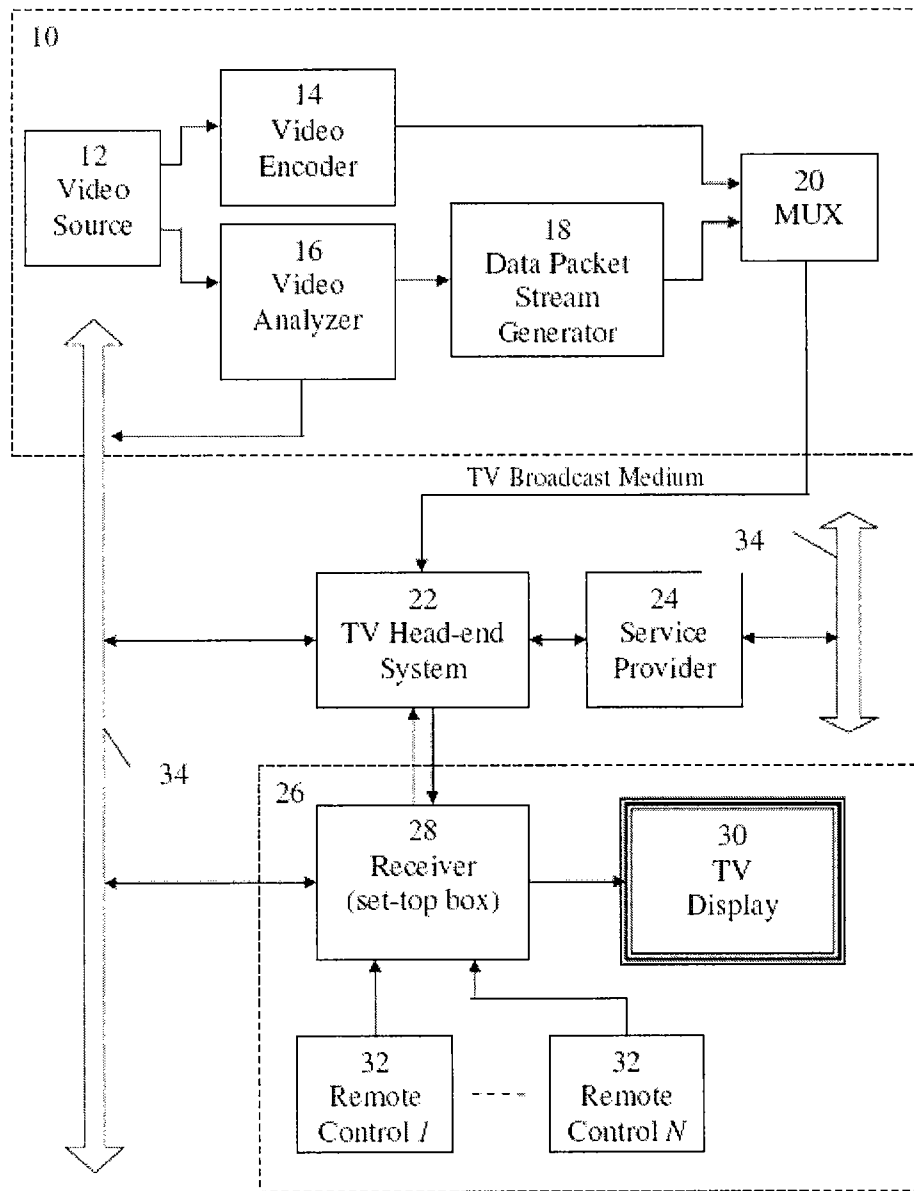 10
14
Video
Encoder
12
Video
Source
20
MUX
16
Video
Analyzer
18
Data Packet
Stream
Generator
TV Broadcast Medium
34
22
TV Head-end
System
24
Service
Provider
34
26
28
Receiver
(set-top box)
30
TV
Display
32
Remote
Control I
32
Remote
Control N